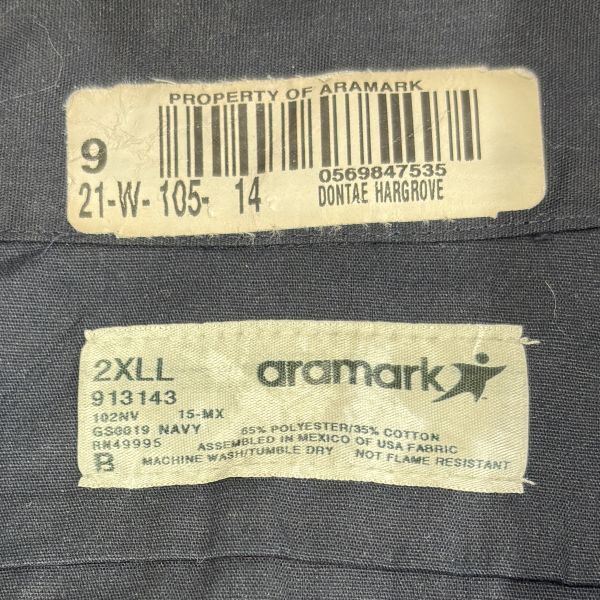 PROPERTY OF ARAMARK
9
0569847535
21-W-105- 14 DONTAE HARGROVE
2XLL aramark
913143
102NV 15-MX
GS0019 NAVY 65% POLYESTER/35% COTTON
RN49995 ASSEMBLED IN MEXICO OF USA FABRIC
B MACHINE WASH/TUMBLE DRY NOT FLAME RESISTANT